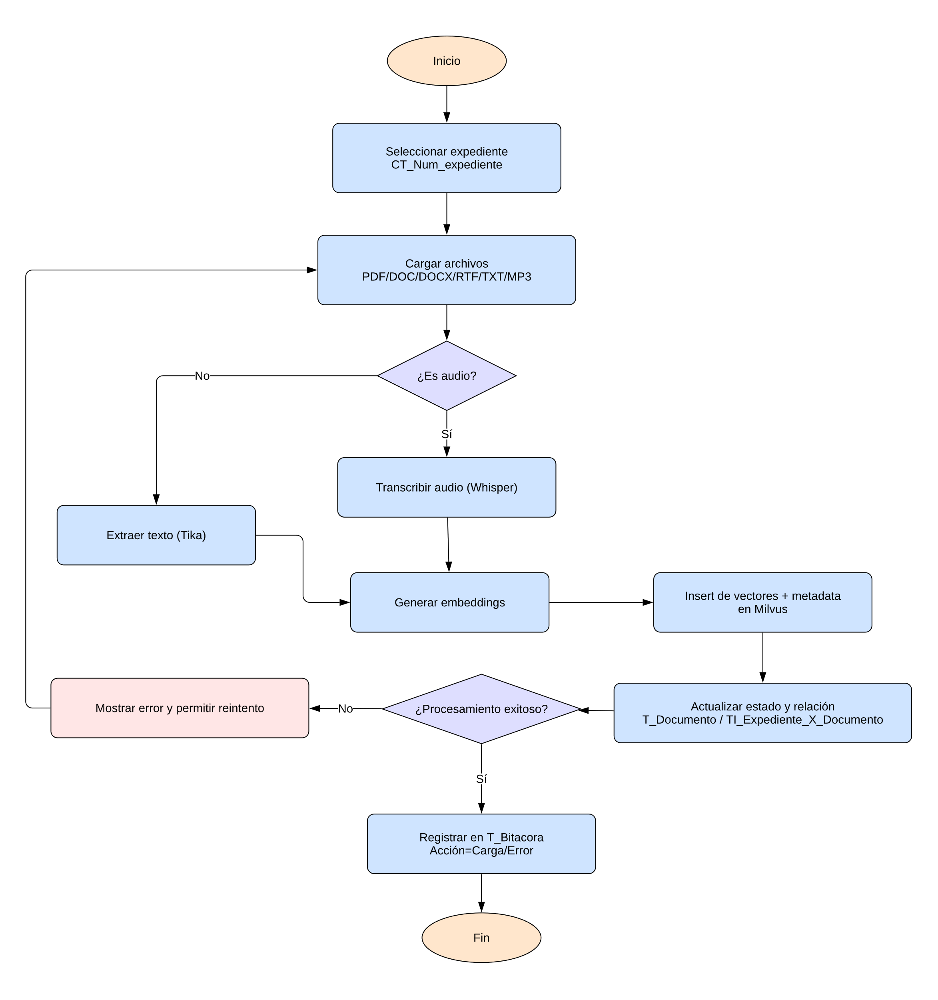 Inicio
Seleccionar expediente
CT_Num_expediente
Cargar archivos
PDF/DOC/DOCX/RTF/TXT/MP3
¿Es audio?
No
Sí
Transcribir audio (Whisper)
Extraer texto (Tika)
Generar embeddings
Insert de vectores + metadata
en Milvus
Actualizar estado y relación
T_Documento / TI_Expediente_X_Documento
¿Procesamiento exitoso?
No
Mostrar error y permitir reintento
Sí
Registrar en T_Bitacora
Acción=Carga/Error
Fin